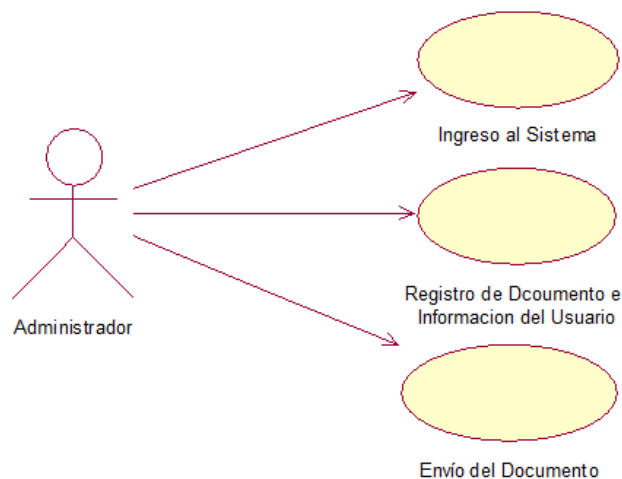 Ingreso al Sistema
Registro de Dcoumento e
Informacion del Usuario
Administrador
Envío del Documento